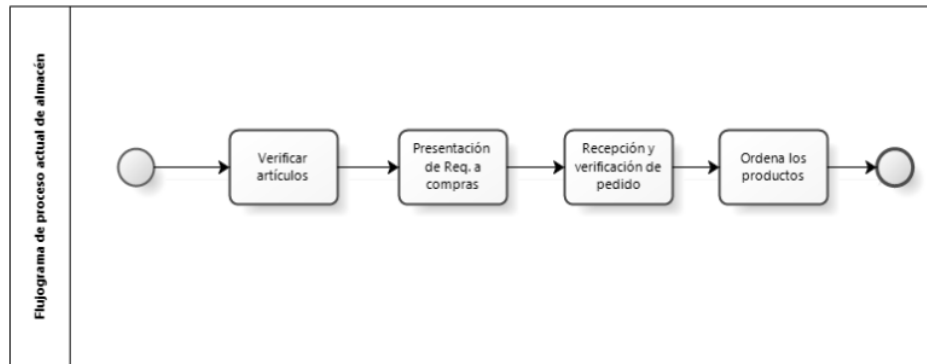 Flujograma de proceso actual de almacén
Verificar
artículos
Presentación
de Req. a
compras
Recepción y
verificación de
pedido
Ordena los
productos